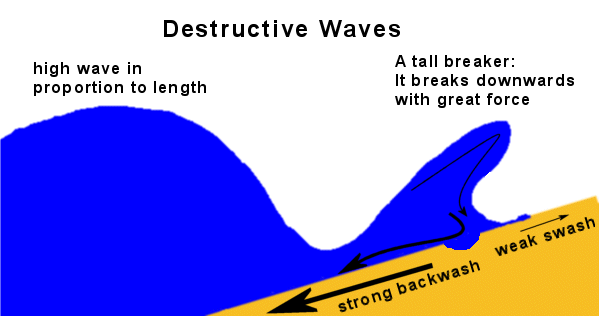 Destructive Waves
high wave in
proportion to length
A tall breaker:
It breaks downwards
with great force
weak swash
strong backwash